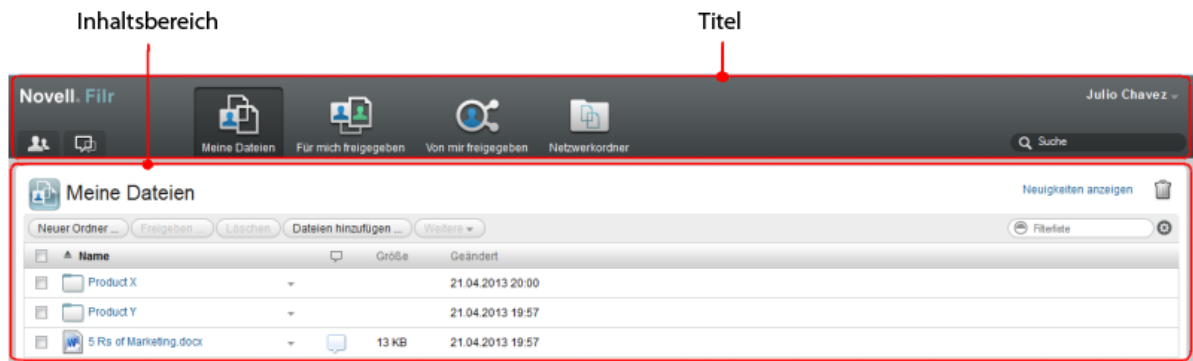 Inhaltsbereich Titel
Novell. Filr
Julio Chavez
Meine Dateien Für mich freigegeben Von mir freigegeben Netzwerkordner
Suche
Meine Dateien
Neuigkeiten anzeigen
Neuer Ordner ... Freigeben ... Löschen Dateien hinzufügen ... Weitere Filterliste
Name Größe Geändert
Product X 21.04.2013 20:00
Product Y 21.04.2013 19:57
5 Rs of Marketing.docx 13 KB 21.04.2013 19:57